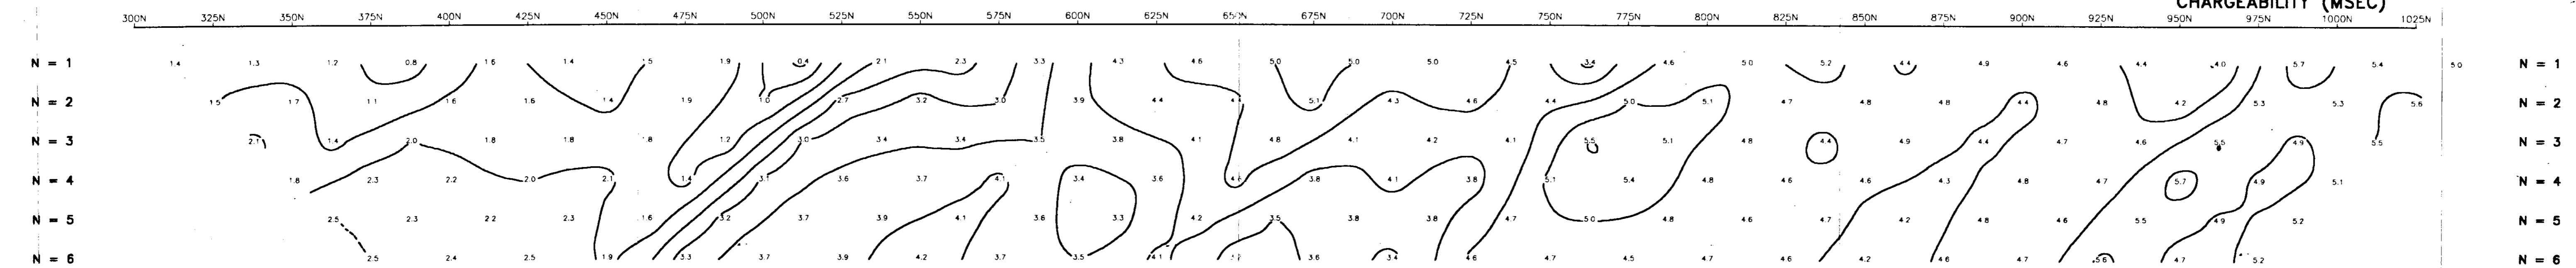 CHARGEABILITY (MSEC)
300N 325N 350N 375N 400N 425N 450N 475N 500N 525N 550N 575N 600N 625N 650N 675N 700N 725N 750N 775N 800N 825N 850N 875N 900N 925N 950N 975N 1000N 1025N
N = 1 1.4 1.3 1.2 0.8 1.6 1.4 1.5 1.9 0.4 2.1 2.3 3.3 4.3 4.6 5.0 5.0 5.0 4.5 3.4 4.6 5.0 5.2 4.4 4.9 4.6 4.4 4.0 5.7 5.4 5.0 N = 1
N = 2 1.5 1.7 1.1 1.6 1.6 1.4 1.9 1.0 2.7 3.2 3.0 3.9 4.4 4.4 5.1 4.3 4.6 4.4 5.0 5.1 4.7 4.8 4.8 4.4 4.8 4.2 5.3 5.3 5.6 N = 2
N = 3 2.1 1.4 2.0 1.8 1.8 1.8 1.2 3.0 3.4 3.4 3.5 3.8 4.1 4.8 4.1 4.2 4.1 5.5 5.1 4.8 4.4 4.9 4.4 4.7 4.6 5.5 4.9 5.5 N = 3
N = 4 1.8 2.3 2.2 2.0 2.1 1.4 3.1 3.6 3.7 4.1 3.4 3.6 4.6 3.8 4.1 3.8 5.1 5.4 4.8 4.6 4.6 4.3 4.8 4.7 5.7 4.9 5.1 N = 4
N = 5 2.5 2.3 2.2 2.3 1.6 3.2 3.7 3.9 4.1 3.6 3.3 4.2 3.5 3.8 3.8 4.7 5.0 4.8 4.6 4.7 4.2 4.8 4.6 5.5 4.9 5.2 N = 5
N = 6 2.5 2.4 2.5 1.9 3.3 3.7 3.9 4.2 3.7 3.5 4.1 3.6 3.4 4.6 4.7 4.5 4.7 4.6 4.2 4.6 4.7 5.6 4.7 5.2 N = 6